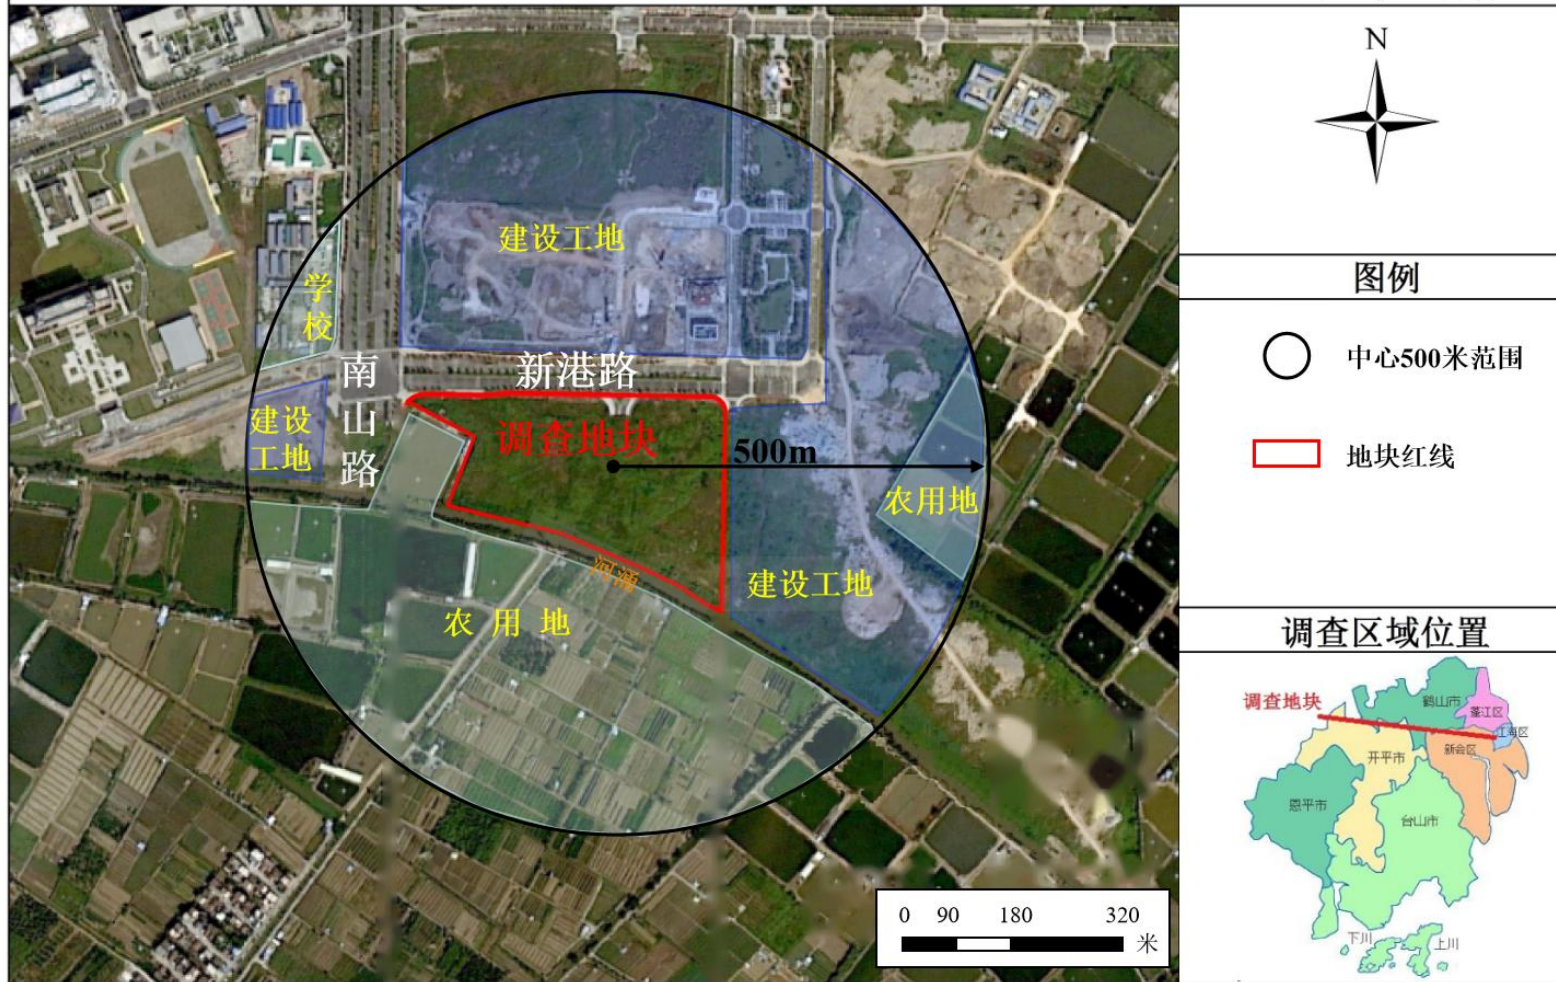 N
图例
中心500米范围
地块红线
调查区域位置
调查地块
鹤山市
蓬江区
江海区
新会区
开平市
恩平市
台山市
下川
上川
建设工地
学校
南山路
新港路
建设工地
调查地块
500m
农用地
建设工地
河涌
农用地
0 90 180 320
米